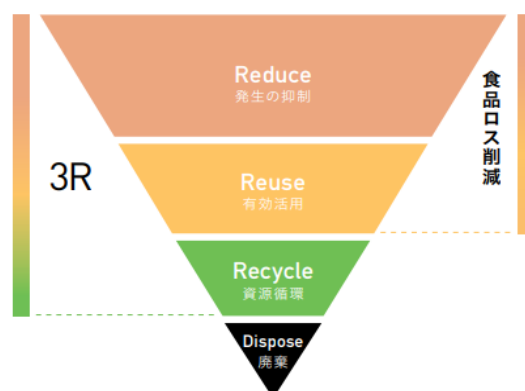 Reduce
発生の抑制
食品ロス削減
3R
Reuse
有効活用
Recycle
資源循環
Dispose
廃棄